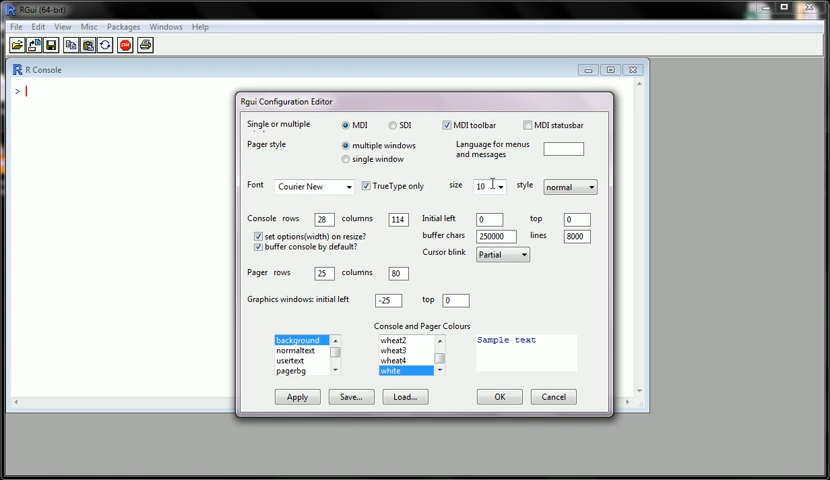 RGui (64-bit)
File Edit View Misc Packages Windows Help
STOP
R Console
>
Rgui Configuration Editor
Single or multiple MDI SDI MDI toolbar MDI statusbar
Pager style multiple windows Language for menus
single window and messages
Font Courier New TrueType only size 10 style normal
Console rows 28 columns 114 Initial left 0 top 0
set options(width) on resize? buffer chars 250000 lines 8000
buffer console by default? Cursor blink Partial
Pager rows 25 columns 80
Graphics windows: initial left -25 top 0
Console and Pager Colours
background wheat2 Sample text
normaltext wheat3
usertext wheat4
pagerbg white
Apply Save... Load... OK Cancel